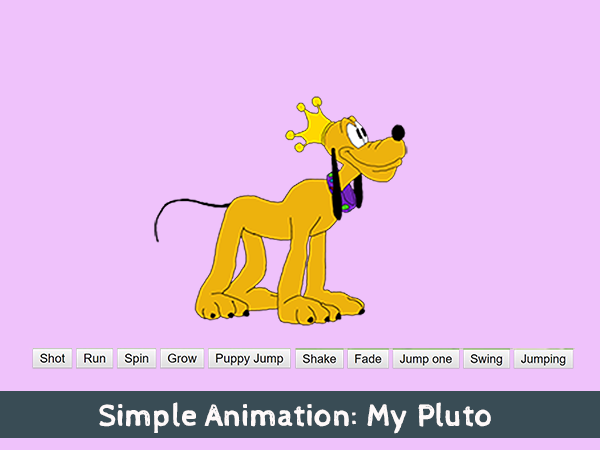 Shot Run Spin Grow Puppy Jump Shake Fade Jump one Swing Jumping
Simple Animation: My Pluto